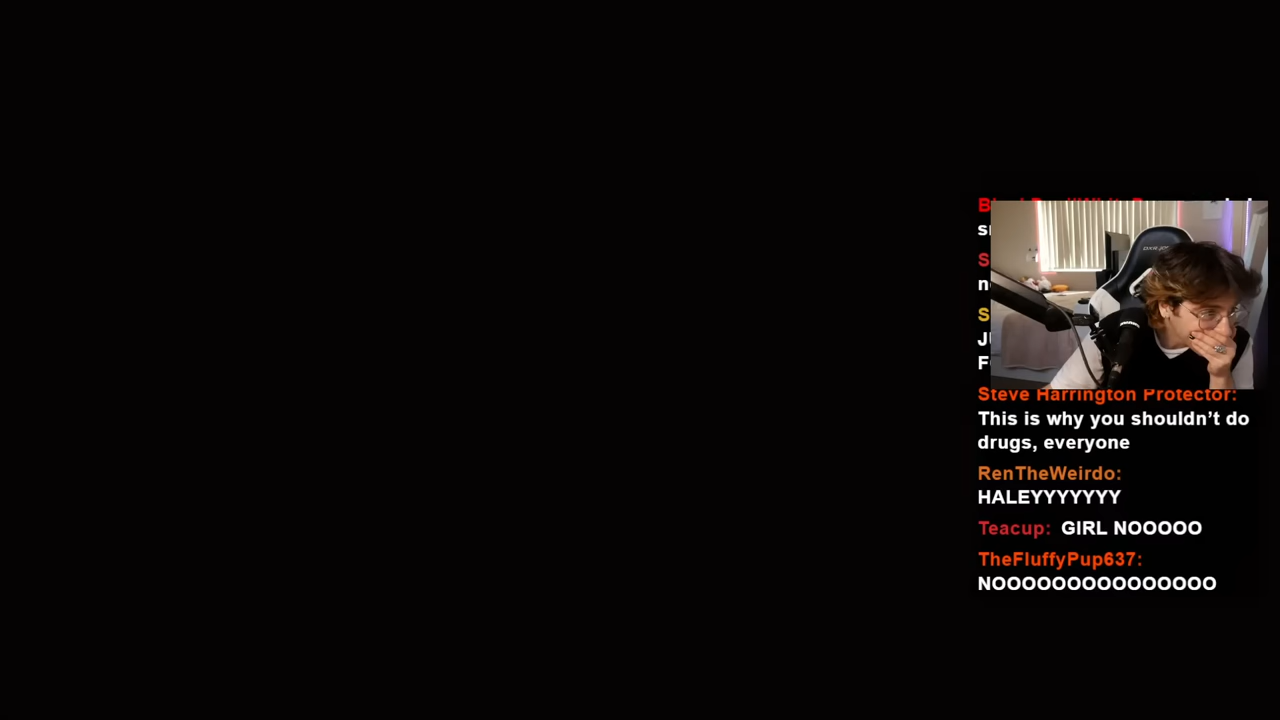 Steve Harrington Protector:
This is why you shouldn't do
drugs, everyone
RenTheWeirdo:
HALEYYYYYYY
Teacup: GIRL NOOOOO
TheFluffyPup637:
NOOOOOOOOOOOOOOO